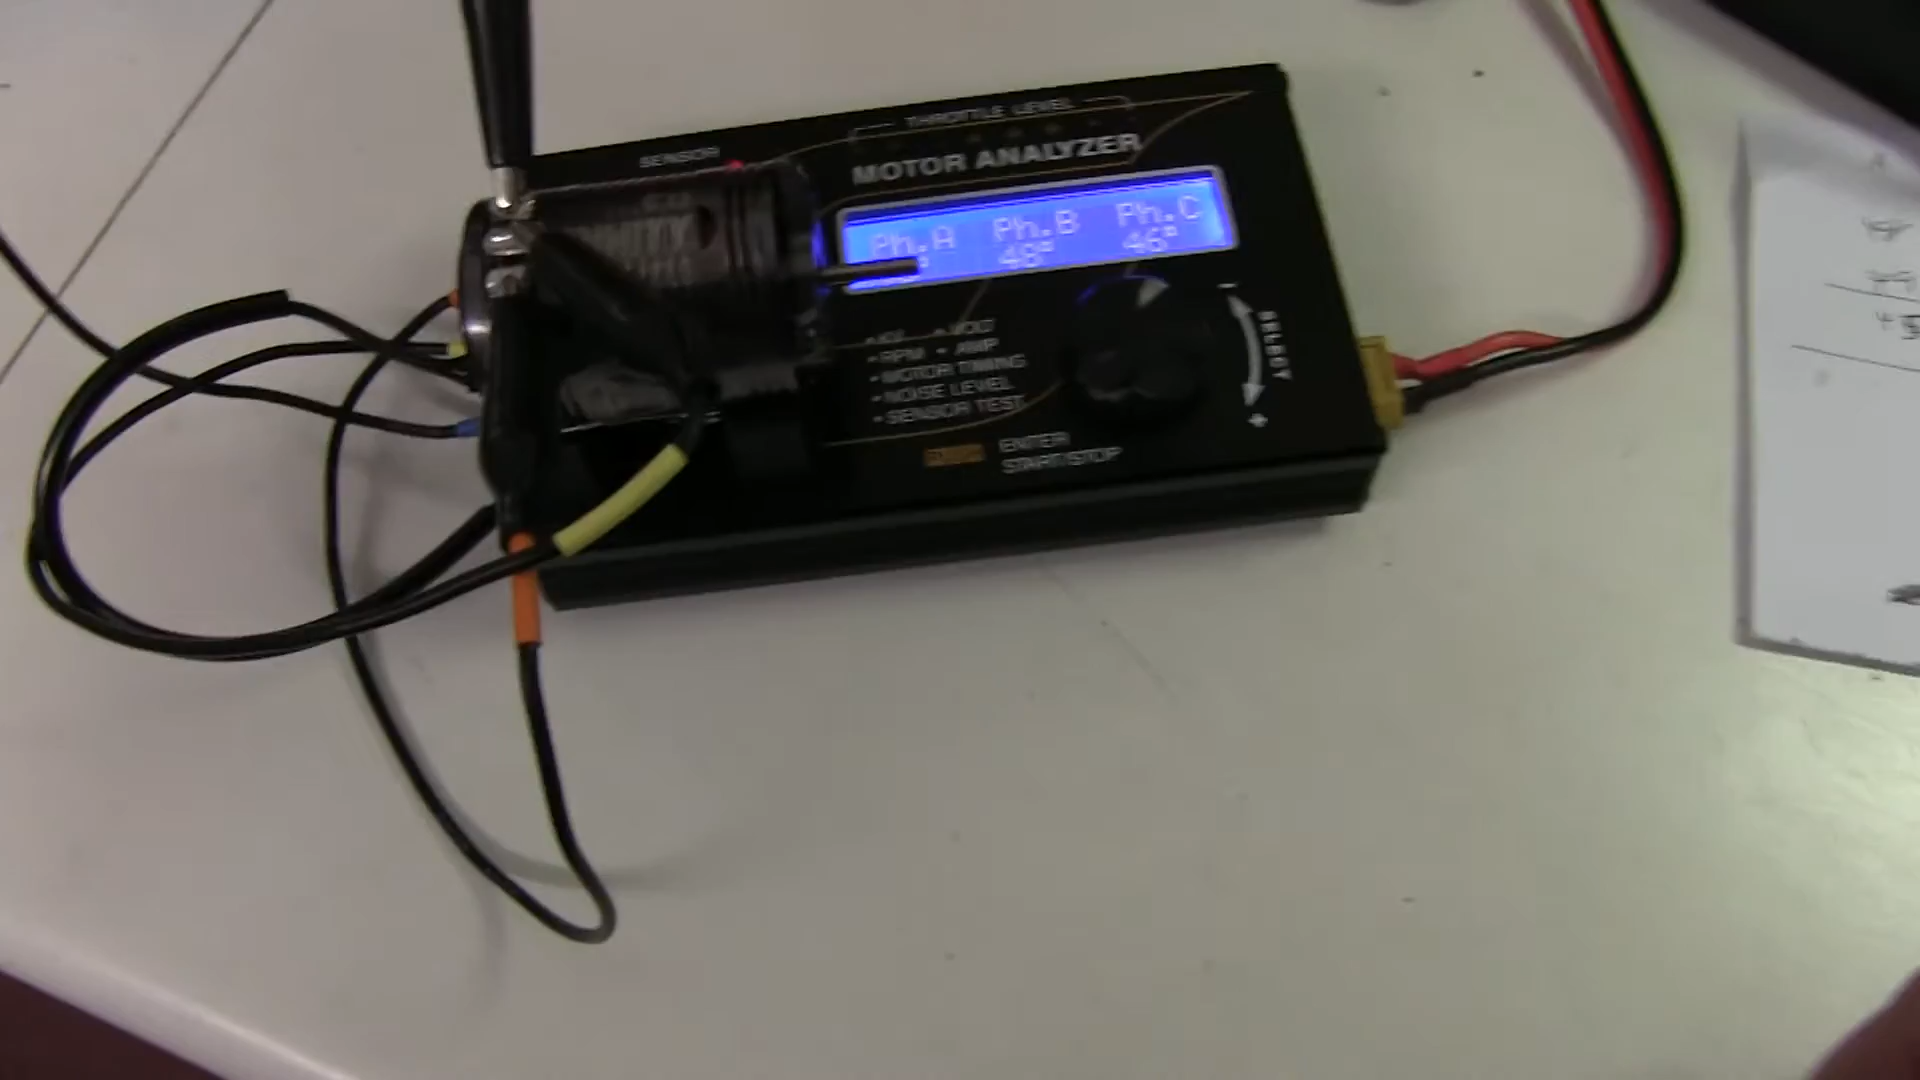 THROTTLE LEVEL
SENSOR
MOTOR ANALYZER
Ph.A Ph.B Ph.C
° 48° 46°
VOLT
• RPM • AMP
• MOTOR TIMING
• NOISE LEVEL
• SENSOR TEST
- SELECT +
ENTER
START/STOP